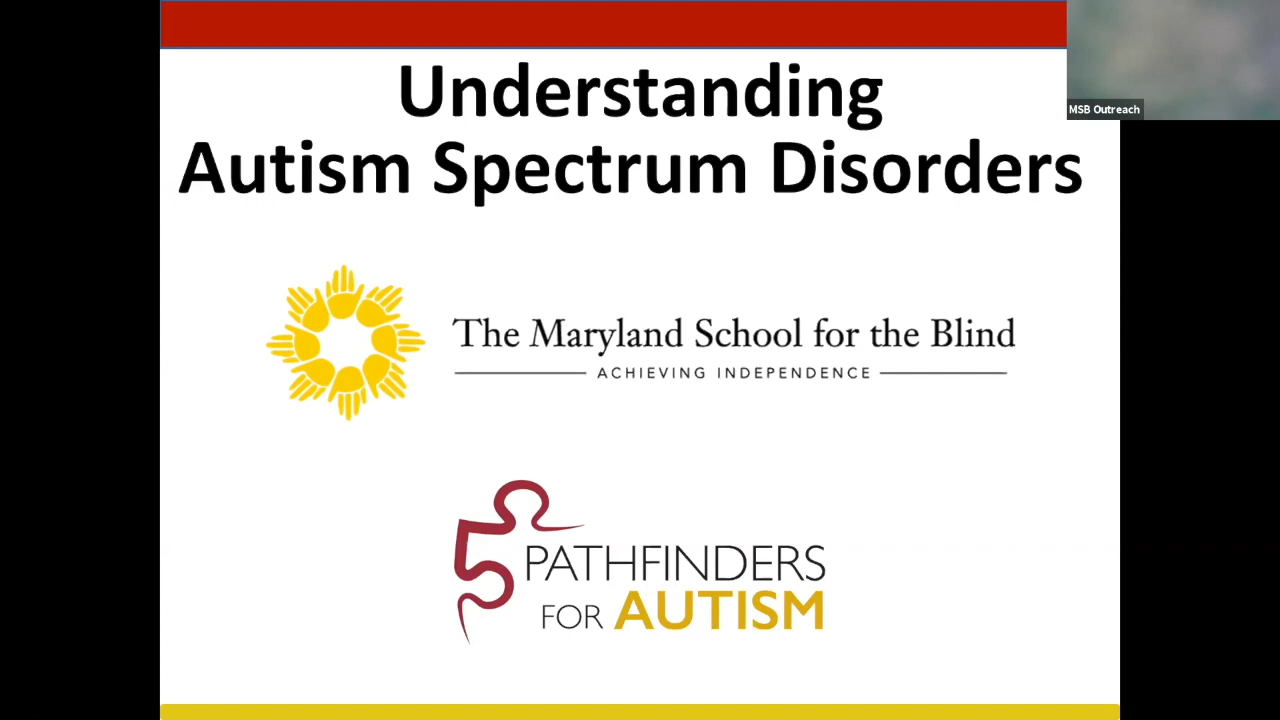 Understanding
Autism Spectrum Disorders
MSB Outreach
The Maryland School for the Blind
ACHIEVING INDEPENDENCE
PATHFINDERS
FOR AUTISM